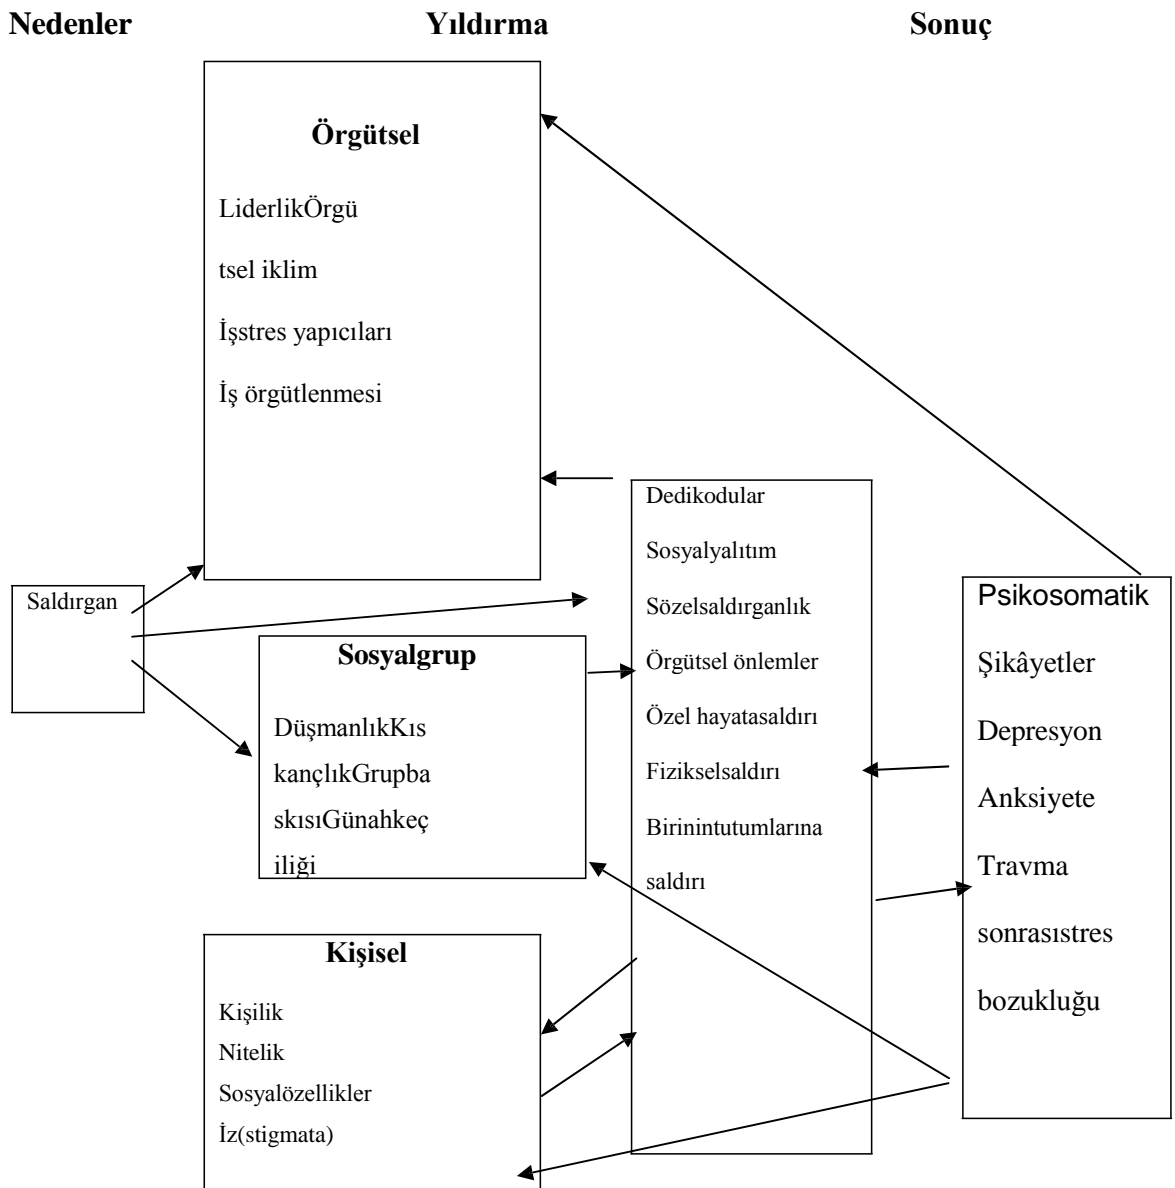 Nedenler Yıldırma Sonuç
Örgütsel
LiderlikÖrgü
tsel iklim
İşstres yapıcıları
İş örgütlenmesi
Saldırgan
Sosyalgrup
DüşmanlıkKıs
kançlıkGrupba
skısıGünahkeç
iliği
Kişisel
Kişilik
Nitelik
Sosyalözellikler
İz(stigmata)
Dedikodular
Sosyalyalıtım
Sözelsaldırganlık
Örgütsel önlemler
Özel hayatasaldırı
Fizikselsaldırı
Birinintutumlarına
saldırı
Psikosomatik
Şikâyetler
Depresyon
Anksiyete
Travma
sonrasıstres
bozukluğu